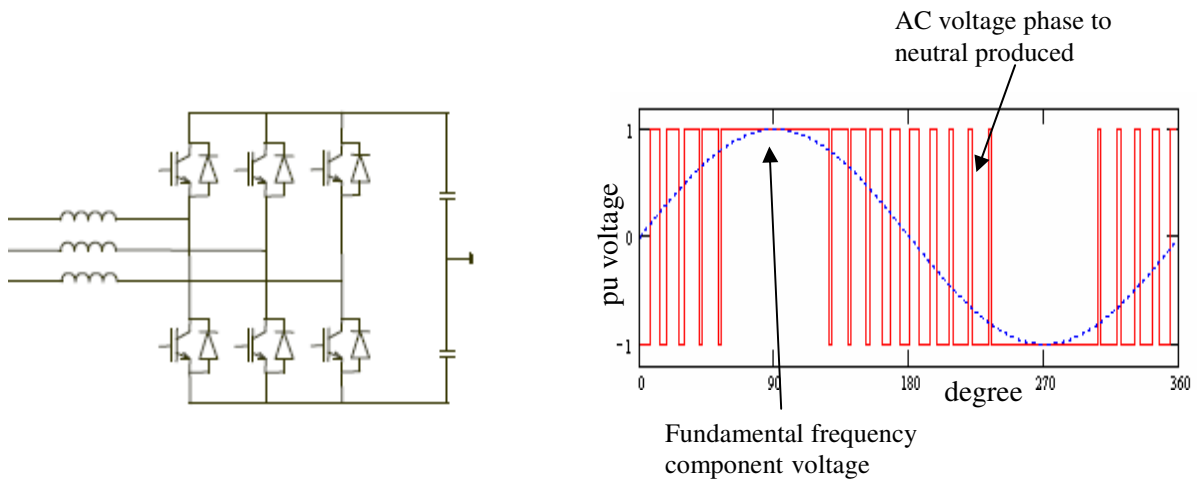 AC voltage phase to
neutral produced
pu voltage
1
0
-1
0
90
180
270
360
degree
Fundamental frequency
component voltage